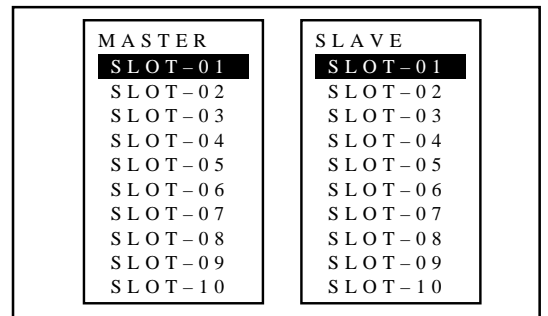 MASTER
SLOT–01
SLOT–02
SLOT–03
SLOT–04
SLOT–05
SLOT–06
SLOT–07
SLOT–08
SLOT–09
SLOT–10
SLAVE
SLOT–01
SLOT–02
SLOT–03
SLOT–04
SLOT–05
SLOT–06
SLOT–07
SLOT–08
SLOT–09
SLOT–10